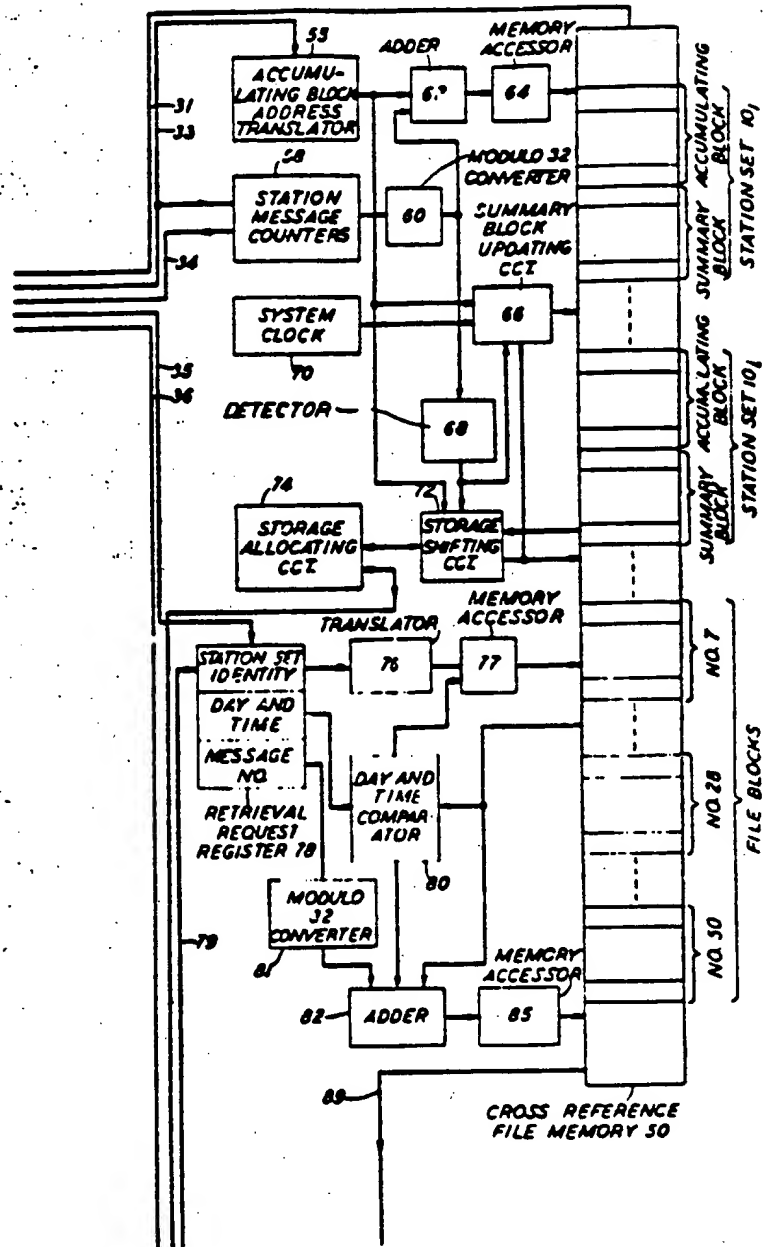 55
ACCUMU-
LATING BLOCK
ADDRESS
TRANSLATOR
ADDER
MEMORY
ACCESSOR
64
31
33
58
STATION
MESSAGE
COUNTERS
MODULO 32
CONVERTER
60
SUMMARY
BLOCK
UPDATING
CCT
66
34
SYSTEM
CLOCK
70
35
36
DETECTOR
68
74
STORAGE
ALLOCATING
CCT
72
STORAGE
SHIFTING
CCT
TRANSLATOR
76
MEMORY
ACCESSOR
77
STATION SET
IDENTITY
DAY AND
TIME
MESSAGE
NO.
RETRIEVAL
REQUEST
REGISTER 78
DAY AND
TIME
COMPAR-
ATOR
80
79
MODULO
32
CONVERTER
81
82
ADDER
MEMORY
ACCESSOR
85
89
CROSS REFERENCE
FILE MEMORY 50
ACCUMULATING
BLOCK
SUMMARY
BLOCK
STATION SET 10₁
ACCUMULATING
BLOCK
SUMMARY
BLOCK
STATION SET 10
NO. 7
NO. 28
NO. 50
FILE BLOCKS